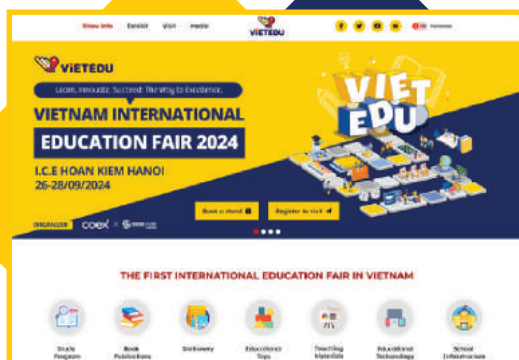 Show Info Exhibit Visit Media
VIETEDU
VIETEDU
Learn, Innovate, Succeed: The Way to Excellence.
VIETNAM INTERNATIONAL
EDUCATION FAIR 2024
I.C.E HOAN KIEM HANOI
26-28/09/2024
VIET
EDU
Book a stand
Register to visit
ORGANIZER coex ×
THE FIRST INTERNATIONAL EDUCATION FAIR IN VIETNAM
Study
Program
Book
Publications
Stationery
Educational
Toys
Teaching
Materials
Educational
Technology
School
Infrastructure